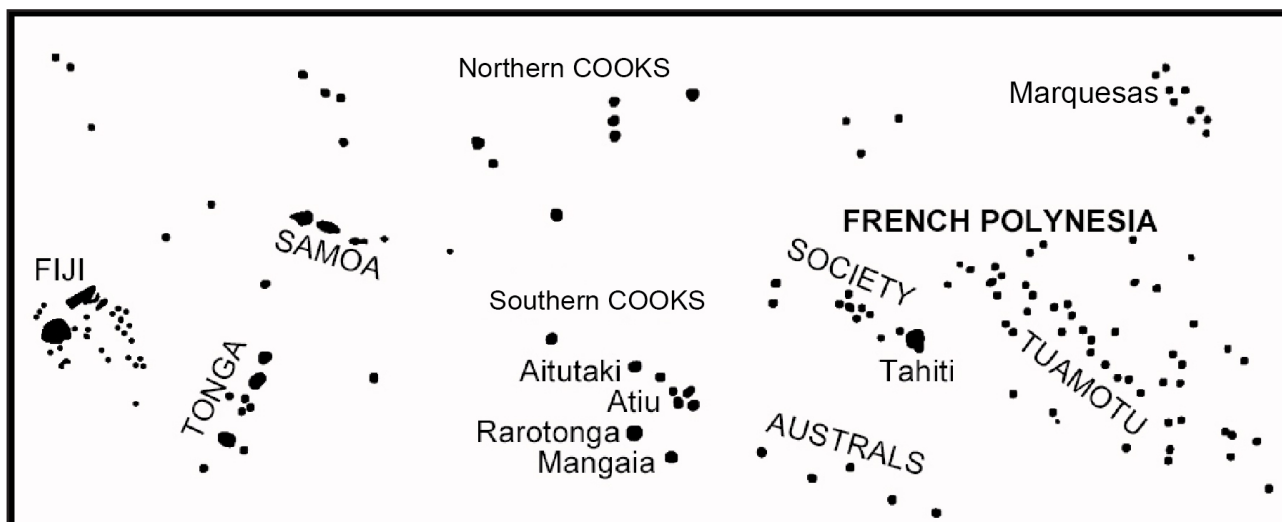 Northern COOKS
Marquesas
FRENCH POLYNESIA
SAMOA
SOCIETY
FIJI
Southern COOKS
TONGA
Aitutaki
Tahiti
TUAMOTU
Atiu
Rarotonga
AUSTRALS
Mangaia